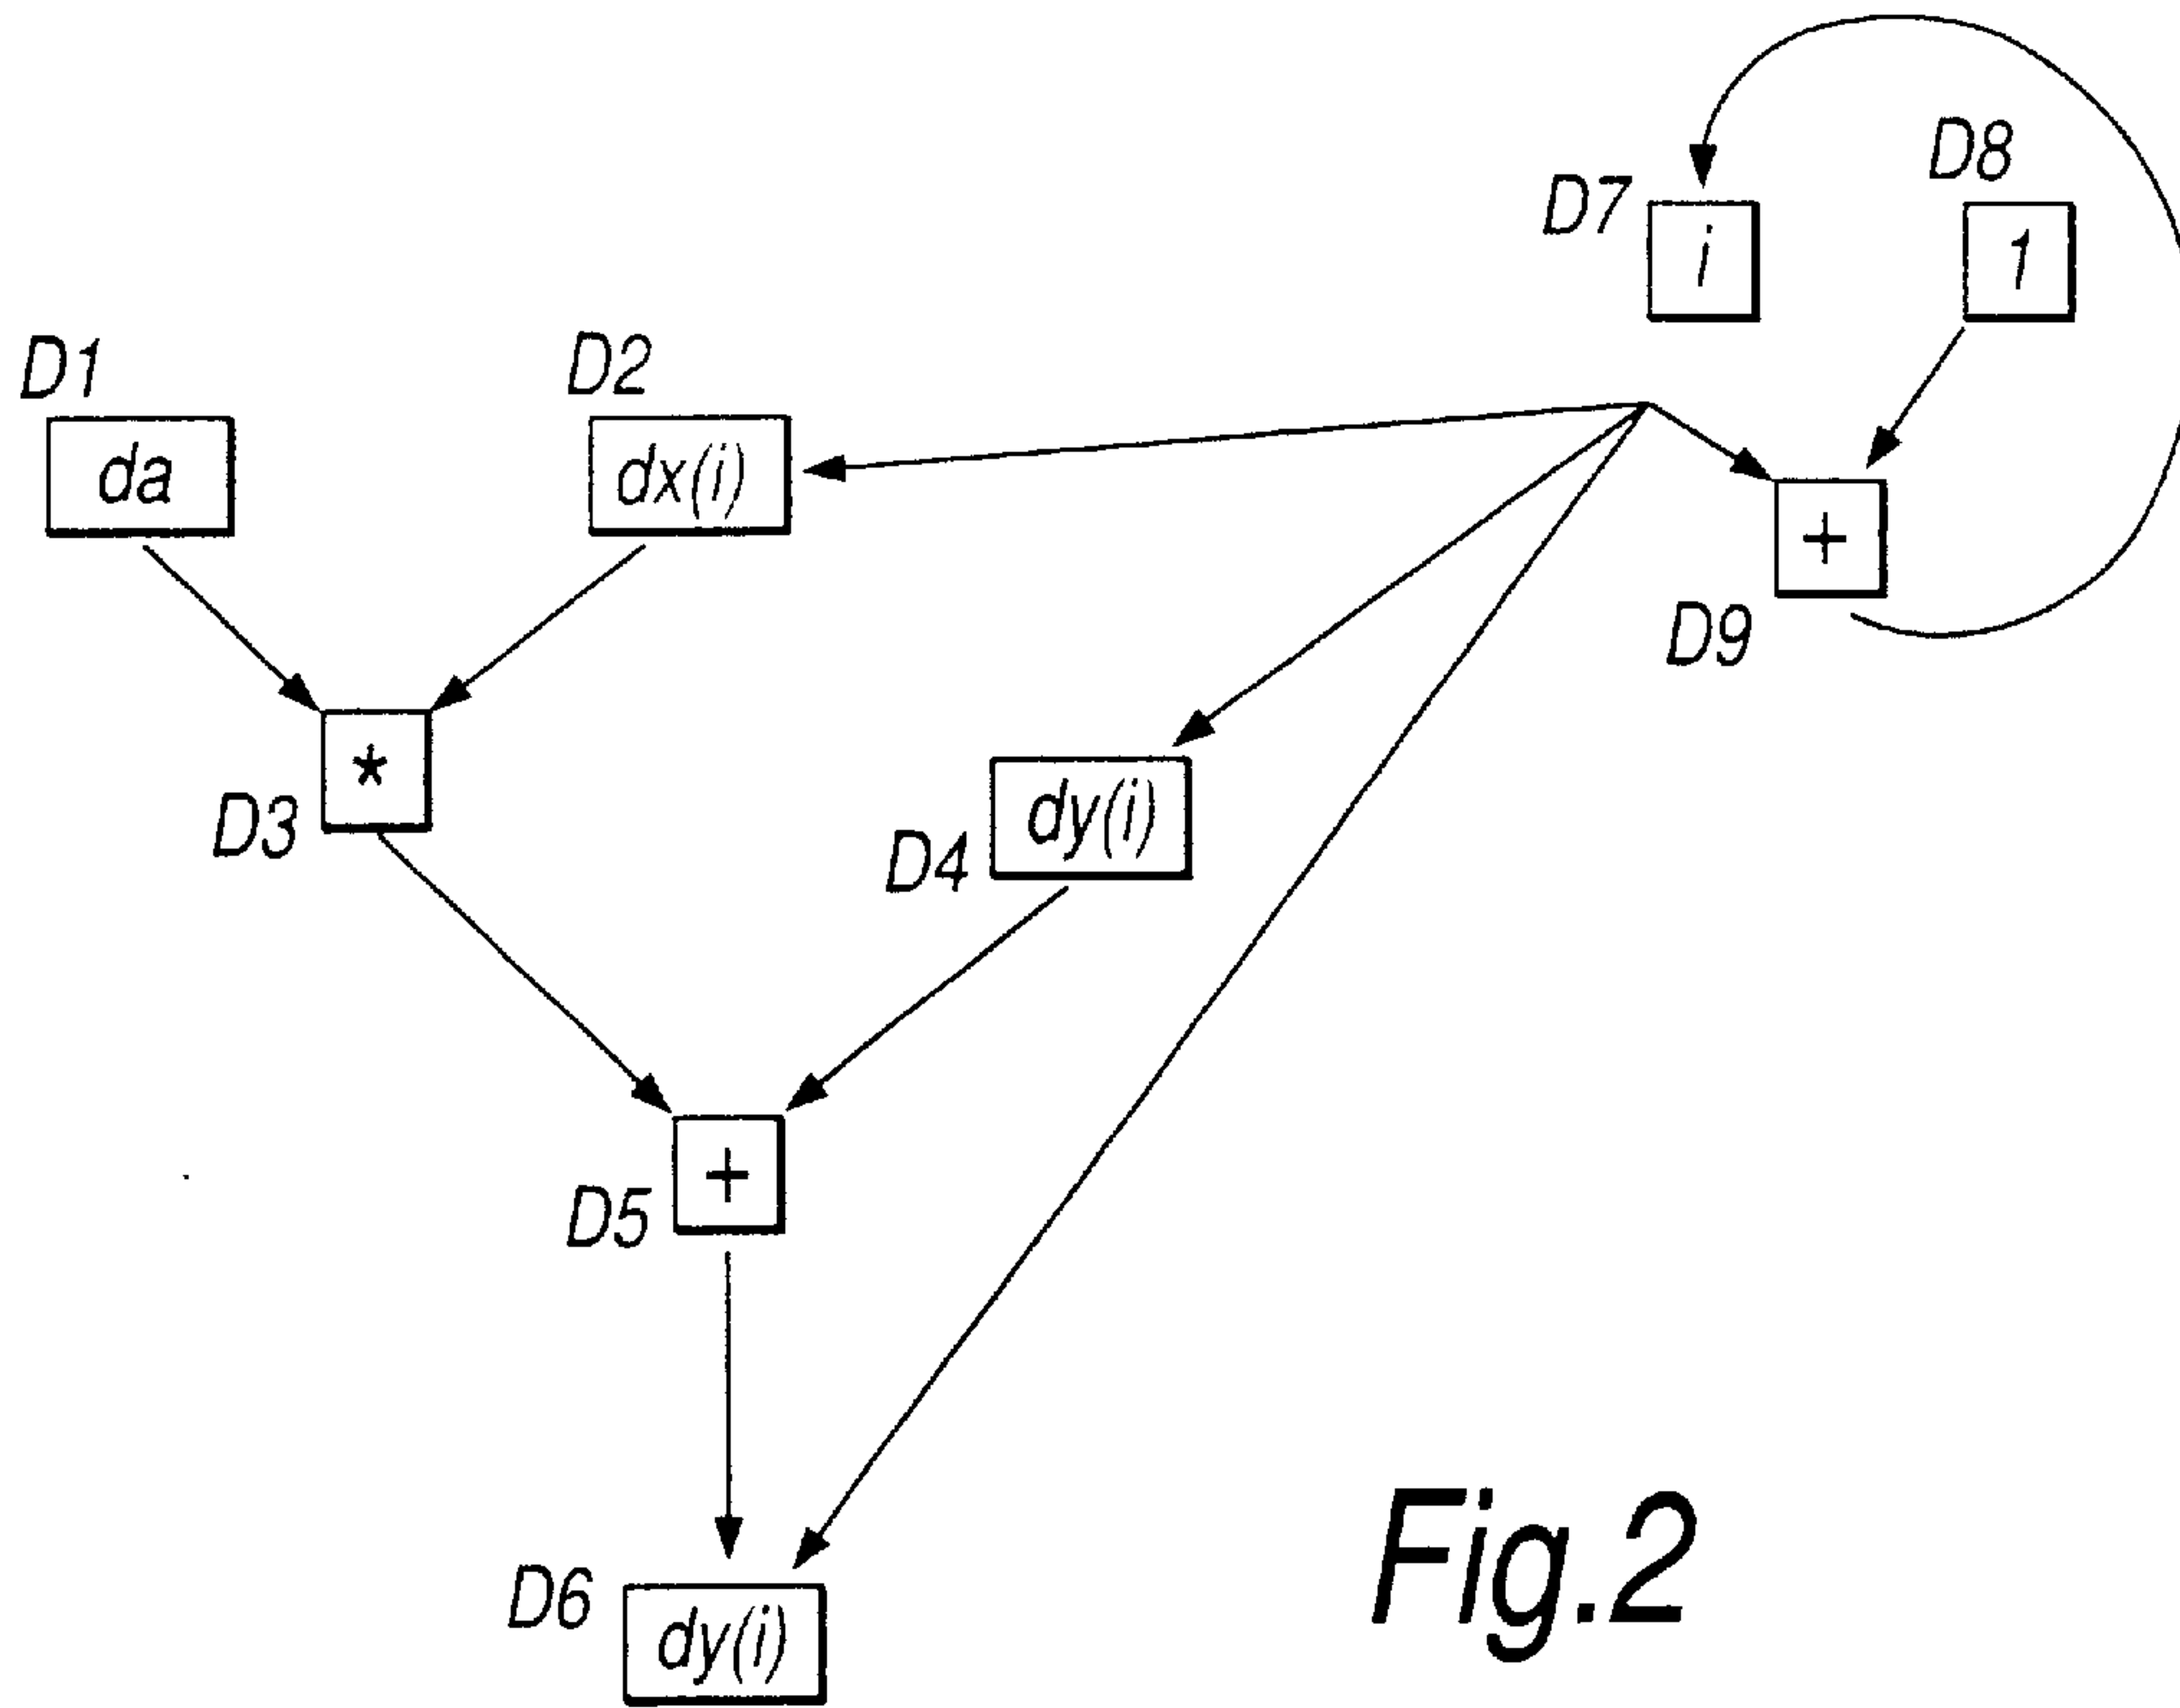 D8
D7
i
1
D1
D2
da
dx(i)
+
D9
*
D3
dy(i)
D4
+
D5
D6
dy(i)
Fig.2